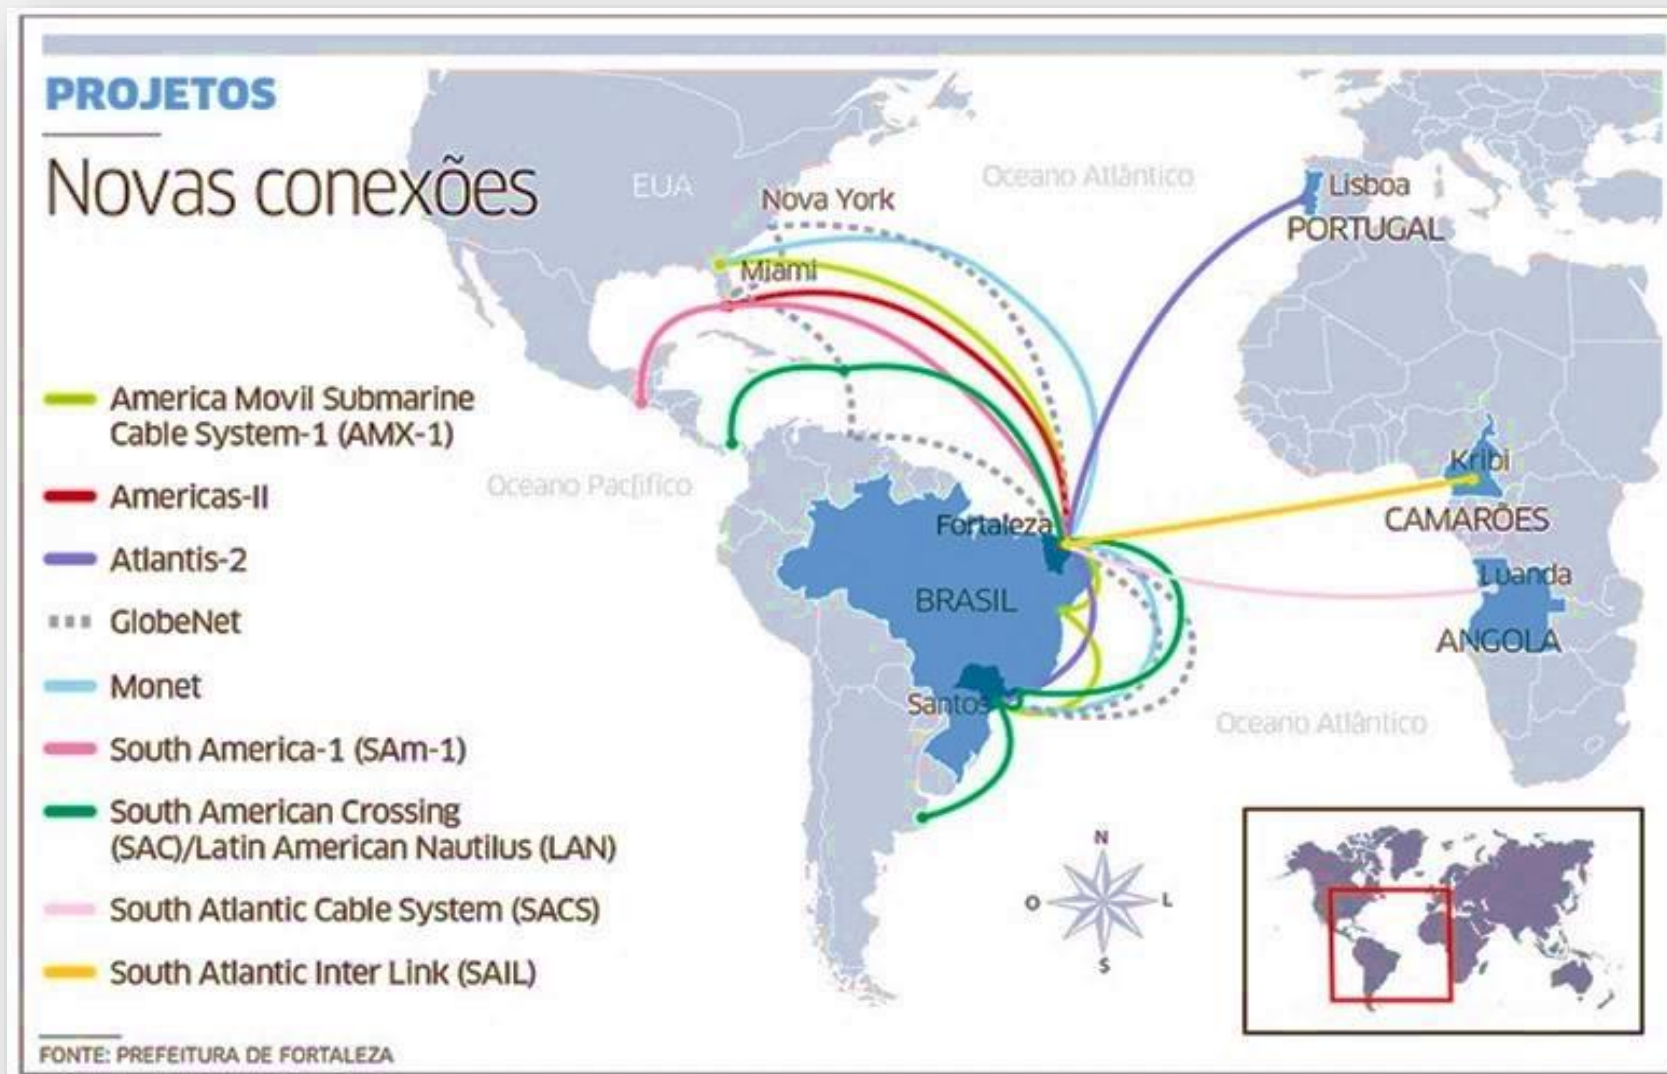 PROJETOS
Novas conexões
EUA
Nova York
Oceano Atlântico
Lisboa
PORTUGAL
Miami
America Movil Submarine
Cable System-1 (AMX-1)
Americas-II
Atlantis-2
GlobeNet
Monet
South America-1 (SAm-1)
South American Crossing
(SAC)/Latin American Nautilus (LAN)
South Atlantic Cable System (SACS)
South Atlantic Inter Link (SAIL)
Oceano Pacífico
Kribi
CAMARÕES
Fortaleza
BRASIL
Luanda
ANGOLA
Santos
Oceano Atlântico
N
O
L
S
FONTE: PREFEITURA DE FORTALEZA